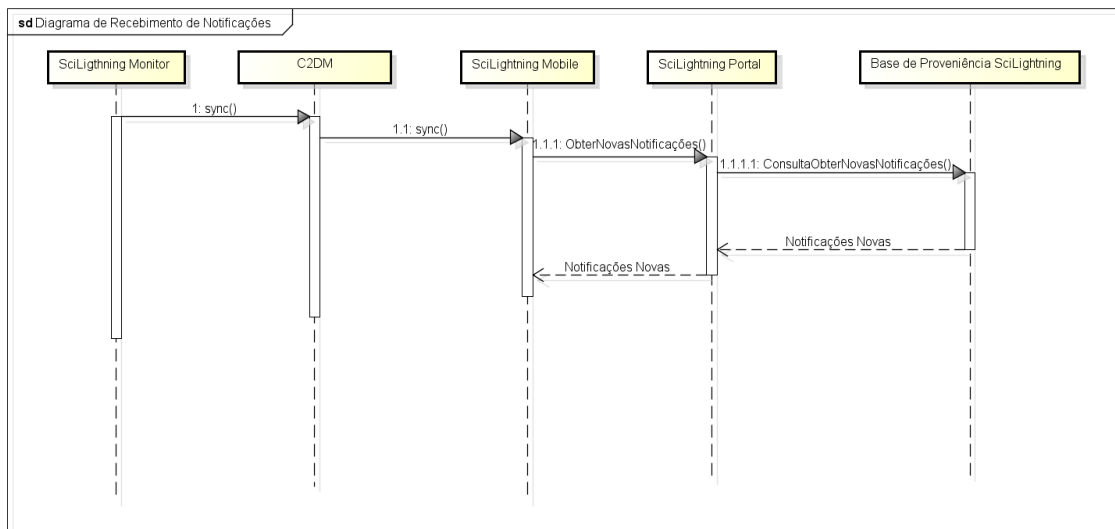 sd Diagrama de Recebimento de Notificações
SciLigthning Monitor
C2DM
SciLightning Mobile
SciLightning Portal
Base de Proveniência SciLightning
1: sync()
1.1: sync()
1.1.1: ObterNovasNotificações()
1.1.1.1: ConsultaObterNovasNotificações()
Notificações Novas
Notificações Novas